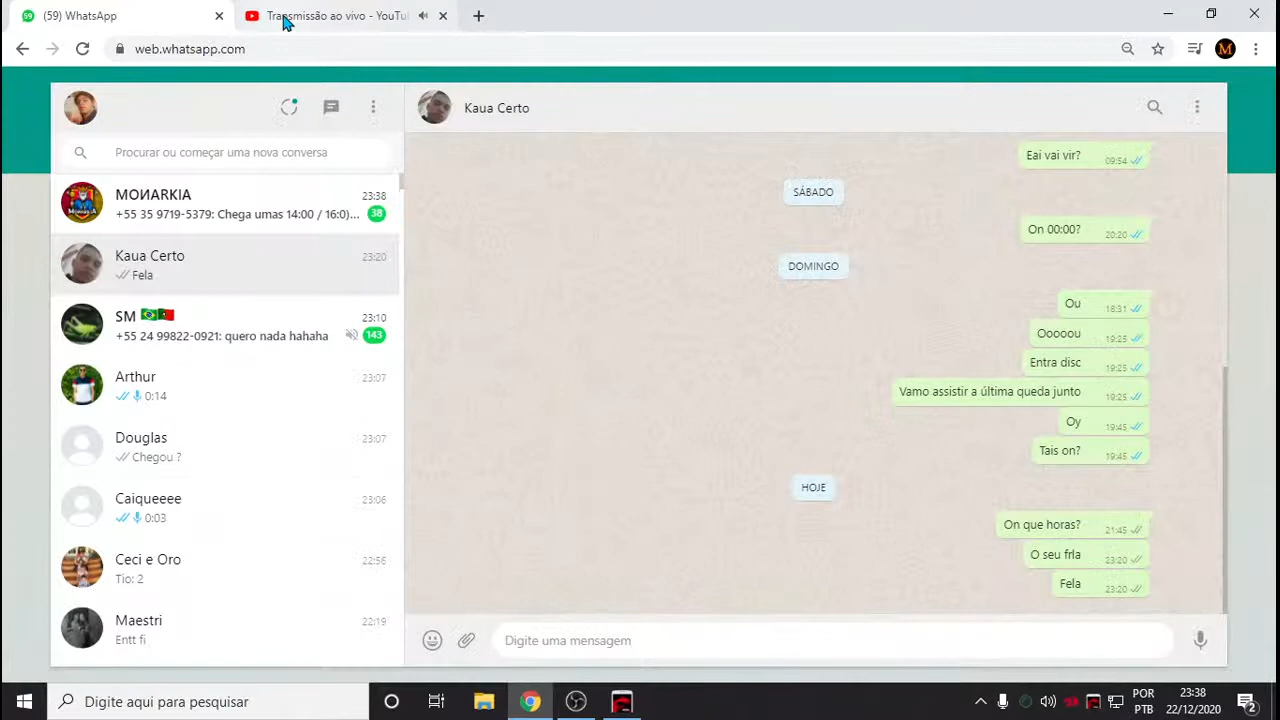 (59) WhatsApp
Transmissão ao vivo - YouTu
web.whatsapp.com
M
Kaua Certo
Procurar ou começar uma nova conversa
MOИARKIA
23:38
+55 35 9719-5379: Chega umas 14:00 / 16:0)...
38
Kaua Certo
23:20
Fela
SM
23:10
+55 24 99822-0921: quero nada hahaha
143
Arthur
23:07
0:14
Douglas
23:07
Chegou ?
Caiqueeee
23:06
0:03
Ceci e Oro
22:56
Tio: 2
Maestri
22:19
Entt fi
Eai vai vir?
09:54
SÁBADO
On 00:00?
20:20
DOMINGO
Ou
18:31
Ooooou
19:25
Entra disc
19:25
Vamo assistir a última queda junto
19:25
Oy
19:45
Tais on?
19:45
HOJE
On que horas?
21:45
O seu frla
23:20
Fela
23:20
Digite uma mensagem
Digite aqui para pesquisar
POR
PTB
23:38
22/12/2020
2